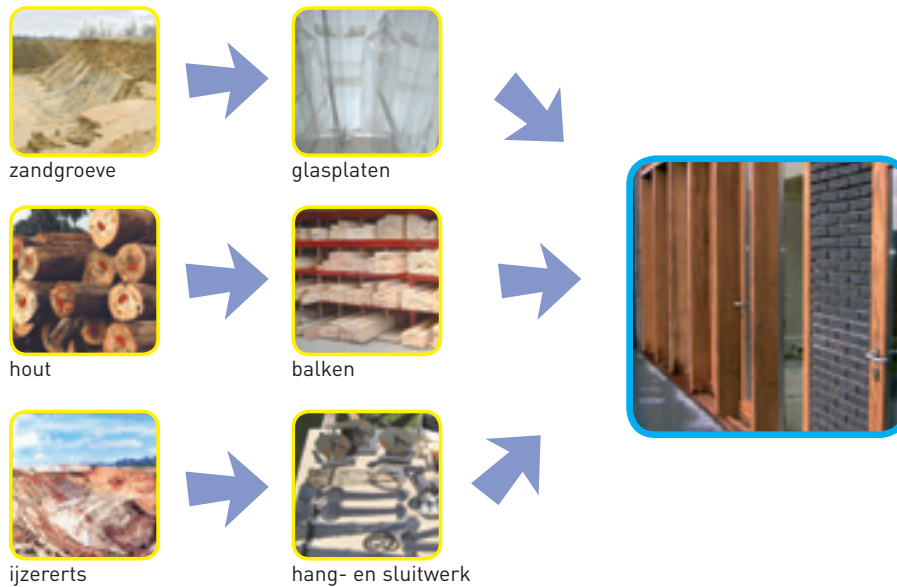 zandgroeve
glasplaten
hout
balken
ijzererts
hang- en sluitwerk